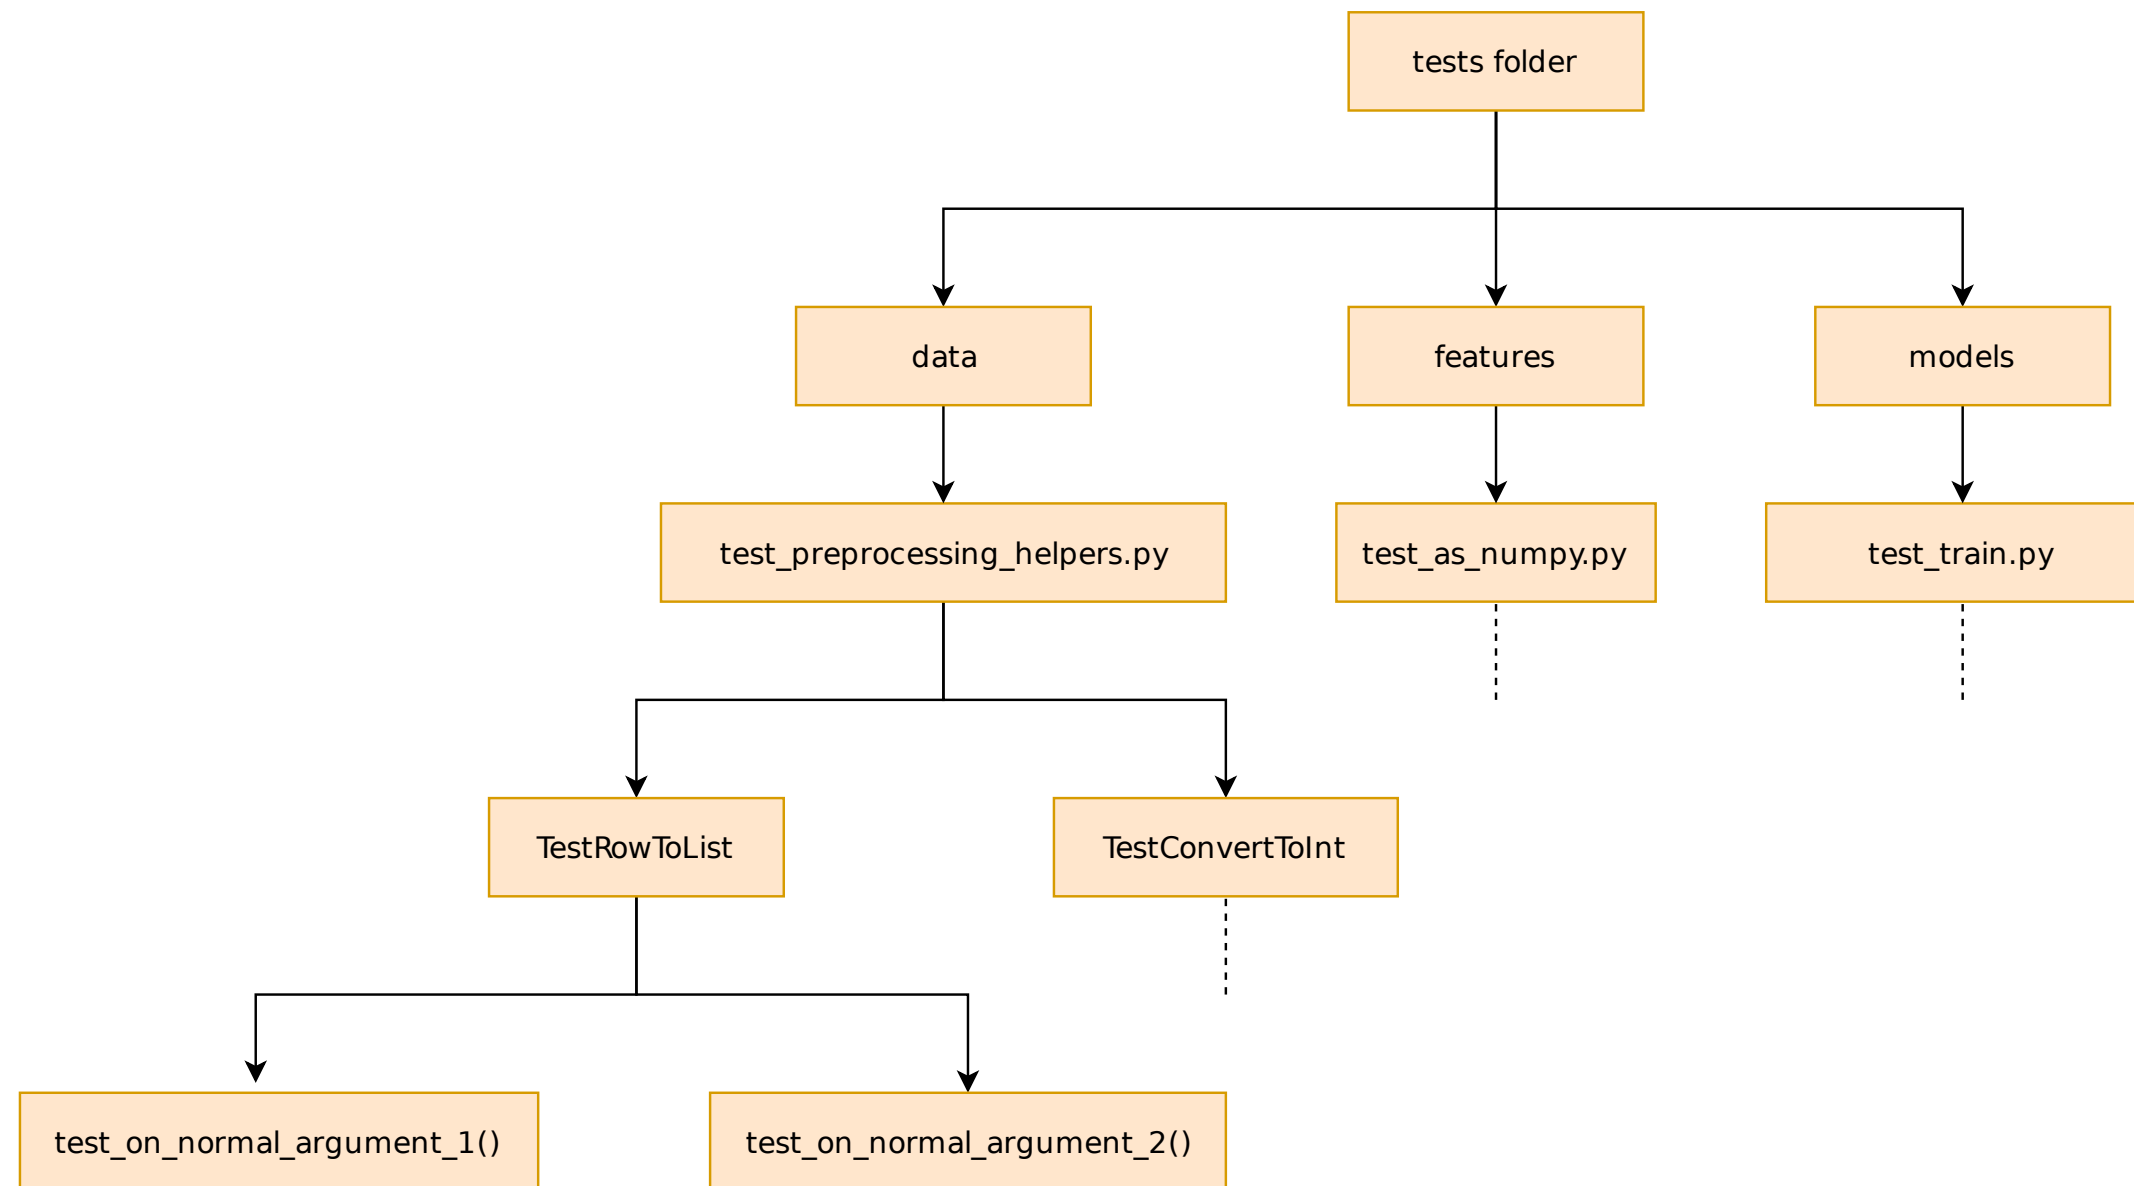 tests folder
data
features
models
test_preprocessing_helpers.py
test_as_numpy.py
test_train.py
TestRowToList
TestConvertToInt
test_on_normal_argument_1()
test_on_normal_argument_2()